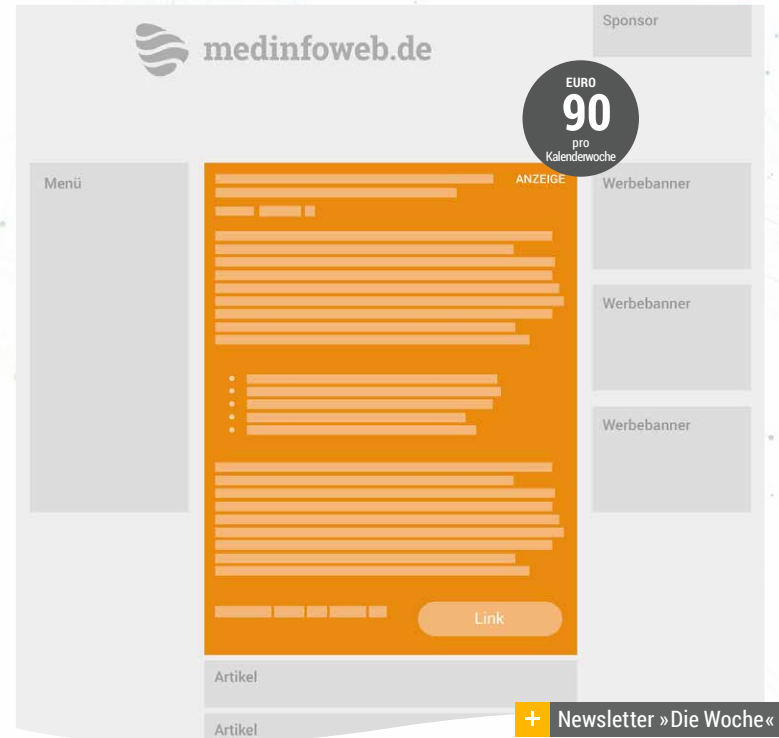 Sponsor
medinfoweb.de
EURO
90
pro
Kalenderwoche
Menü
ANZEIGE
Werbebanner
Werbebanner
Werbebanner
Link
Artikel
Artikel
+ Newsletter »Die Woche«